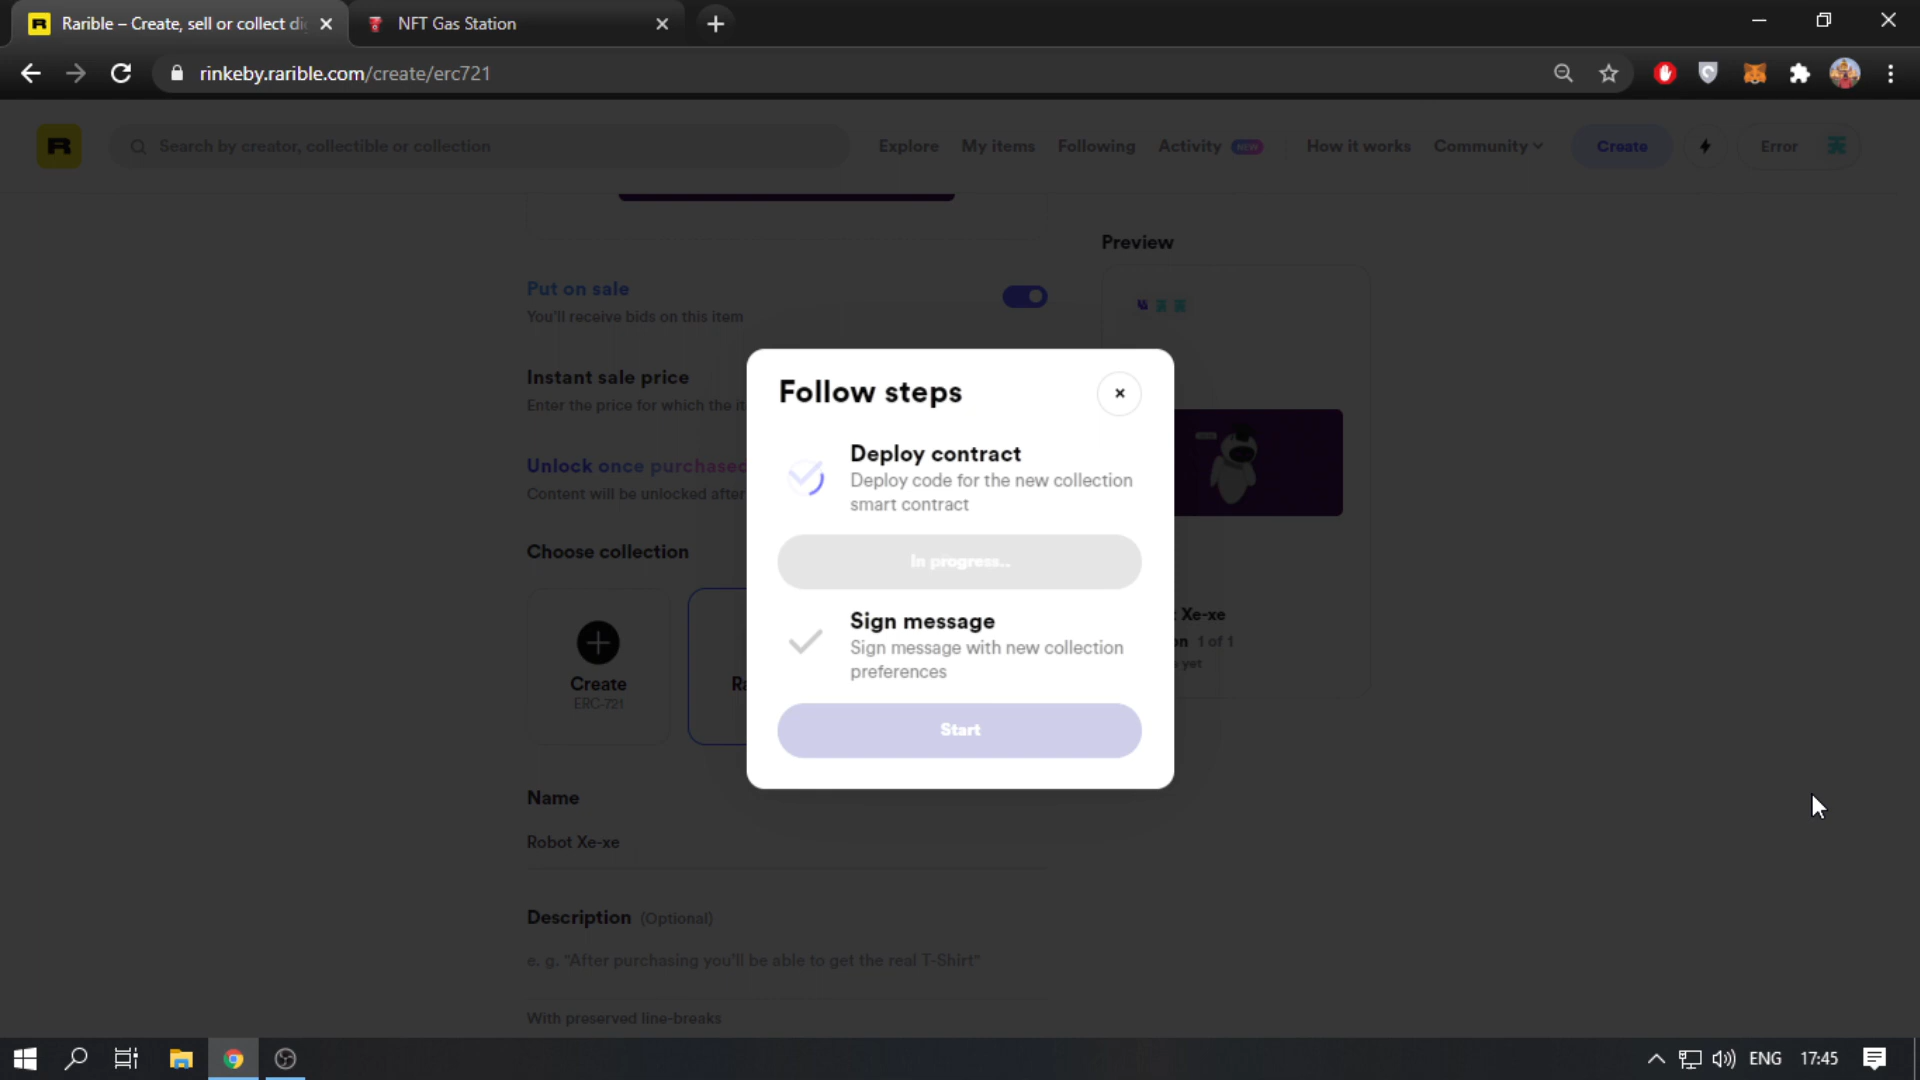 Rarible – Create, sell or collect di
NFT Gas Station
rinkeby.rarible.com/create/erc721
Search by creator, collectible or collection
Explore
My items
Following
Activity NEW
How it works
Community
Create
Error
Preview
Put on sale
You'll receive bids on this item
Instant sale price
Enter the price for which the it
Unlock once purchased
Content will be unlocked after
Choose collection
Create
ERC-721
Ra
Follow steps
Deploy contract
Deploy code for the new collection
smart contract
In progress..
Sign message
Sign message with new collection
preferences
Start
Xe-xe
on 1 of 1
yet
Name
Robot Xe-xe
Description (Optional)
e. g. “After purchasing you'll be able to get the real T-Shirt”
With preserved line-breaks
ENG
17:45